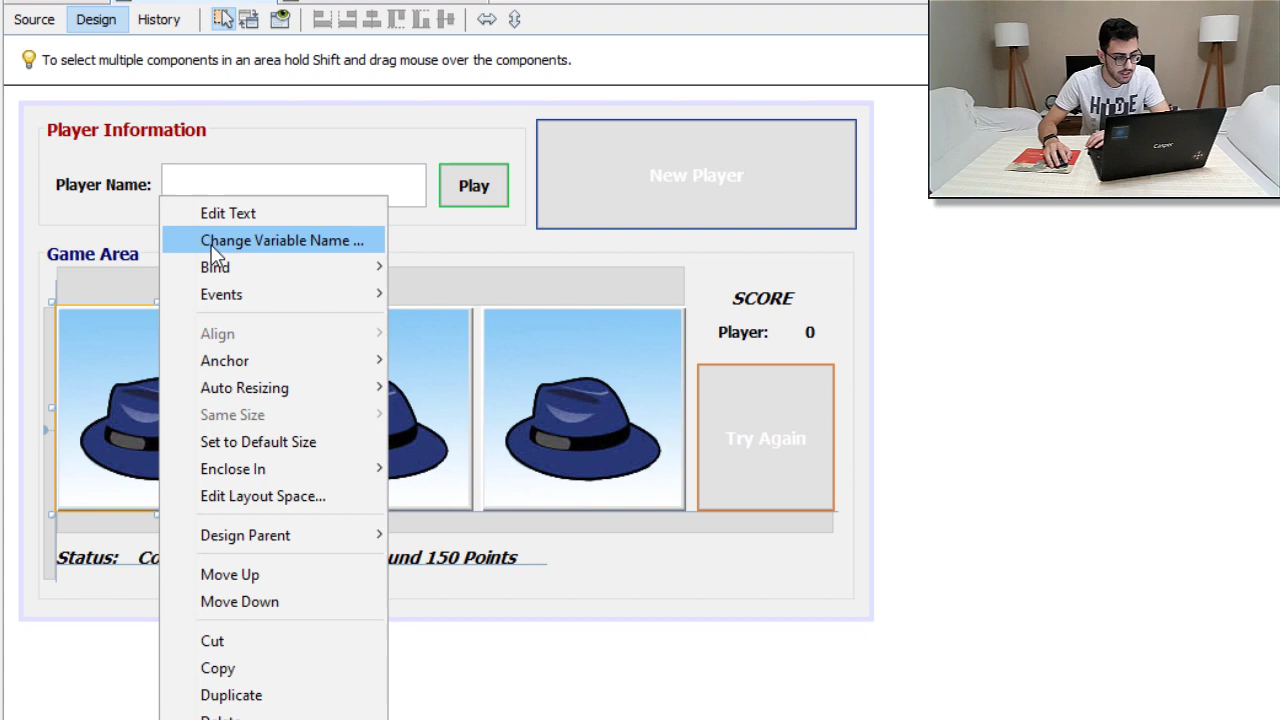 Source Design History
To select multiple components in an area hold Shift and drag mouse over the components.
Player Information
Player Name: Play
New Player
Edit Text
Change Variable Name ...
Bind
Events
Align
Anchor
Auto Resizing
Same Size
Set to Default Size
Enclose In
Edit Layout Space...
Design Parent
Move Up
Move Down
Cut
Copy
Duplicate
Game Area
SCORE
Player: 0
Try Again
Status: Co
und 150 Points
Casper